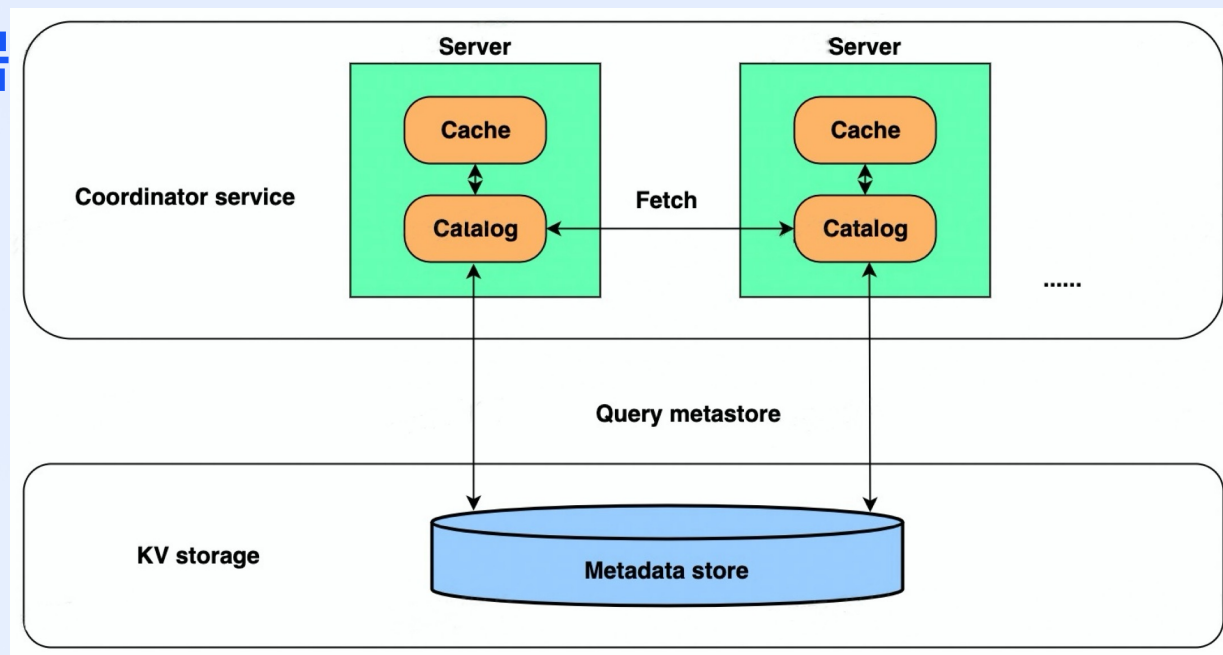 Server
Server
Cache
Cache
Coordinator service
Fetch
Catalog
Catalog
......
Query metastore
KV storage
Metadata store